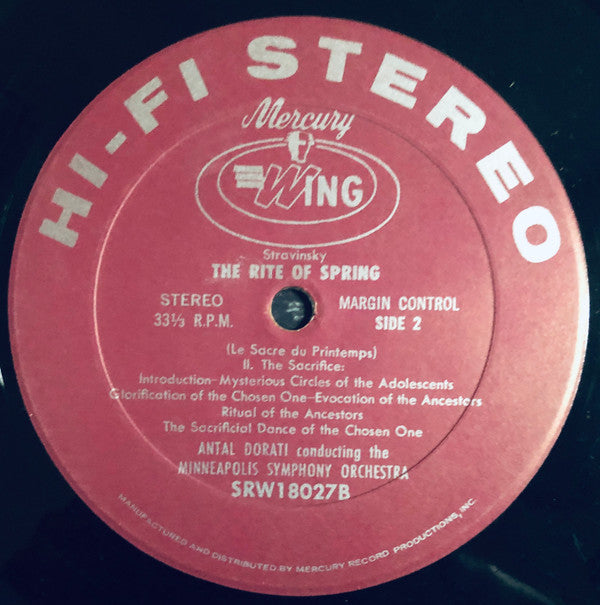 HI-FI STEREO
Mercury
WING
Stravinsky
THE RITE OF SPRING
STEREO
33⅓ R.P.M.
MARGIN CONTROL
SIDE 2
(Le Sacre du Printemps)
II. The Sacrifice:
Introduction—Mysterious Circles of the Adolescents
Glorification of the Chosen One—Evocation of the Ancestors
Ritual of the Ancestors
The Sacrificial Dance of the Chosen One
ANTAL DORATI conducting the
MINNEAPOLIS SYMPHONY ORCHESTRA
SRW18027B
MANUFACTURED AND DISTRIBUTED BY MERCURY RECORD PRODUCTIONS, INC.